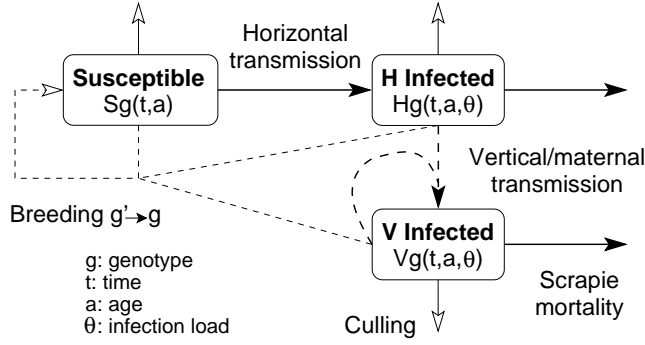 Horizontal
transmission
Susceptible
Sg(t,a)
H Infected
Hg(t,a,θ)
Vertical/maternal
transmission
Breeding g'→g
V Infected
Vg(t,a,θ)
g: genotype
t: time
a: age
θ: infection load
Culling
Scrapie
mortality